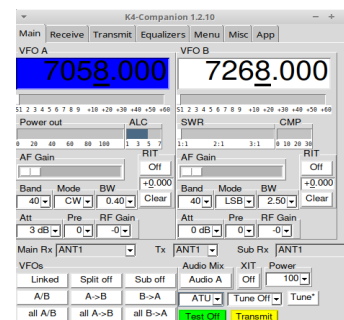 K4-Companion 1.2.10
Main Receive Transmit Equalizers Menu Misc App
VFO A VFO B
7058.000 7268.000
S1 2 3 4 5 6 7 8 9 +10 +20 +30 +40 +50 +60 S1 2 3 4 5 6 7 8 9 +10 +20 +30 +40 +50 +60
Power out ALC SWR CMP
0 20 40 60 80 100 1 3 5 7 1:1 2:1 3:1 0 10 20 30
AF Gain RIT AF Gain RIT
Off Off
+0.000 +0.000
Band Mode BW Clear Band Mode BW Clear
40 CW 0.40 40 LSB 2.50
Att Pre RF Gain Att Pre RF Gain
3 dB 0 -0 0 dB 0 -0
Main Rx ANT1 Tx ANT1 Sub Rx ANT1
VFOs Audio Mix XIT Power
Linked Split off Sub off Audio A Off 100
A/B A->B B->A ATU Tune Off Tune*
all A/B all A->B all B->A Test Off Transmit